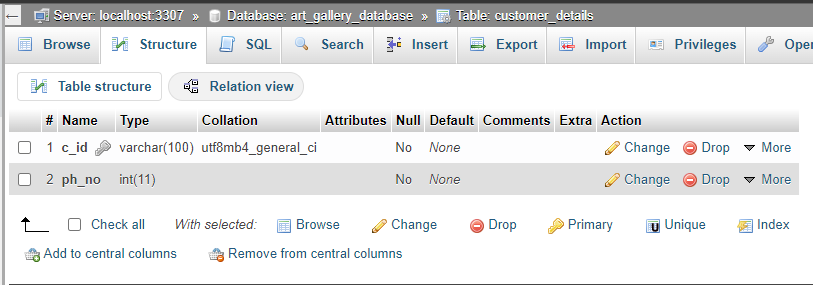 Server: localhost:3307 » Database: art_gallery_database » Table: customer_details
Browse Structure SQL Search Insert Export Import Privileges Oper
Table structure Relation view
# Name Type Collation Attributes Null Default Comments Extra Action
1 c_id varchar(100) utf8mb4_general_ci No None Change Drop More
2 ph_no int(11) No None Change Drop More
Check all With selected: Browse Change Drop Primary Unique Index
Add to central columns Remove from central columns